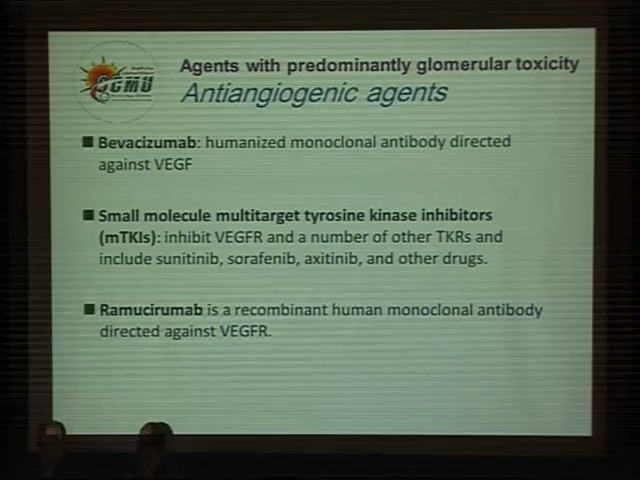 Agents with predominantly glomerular toxicity
Antiangiogenic agents
Bevacizumab: humanized monoclonal antibody directed
against VEGF
Small molecule multitarget tyrosine kinase inhibitors
(mTKIs): inhibit VEGFR and a number of other TKRs and
include sunitinib, sorafenib, axitinib, and other drugs.
Ramucirumab is a recombinant human monoclonal antibody
directed against VEGFR.